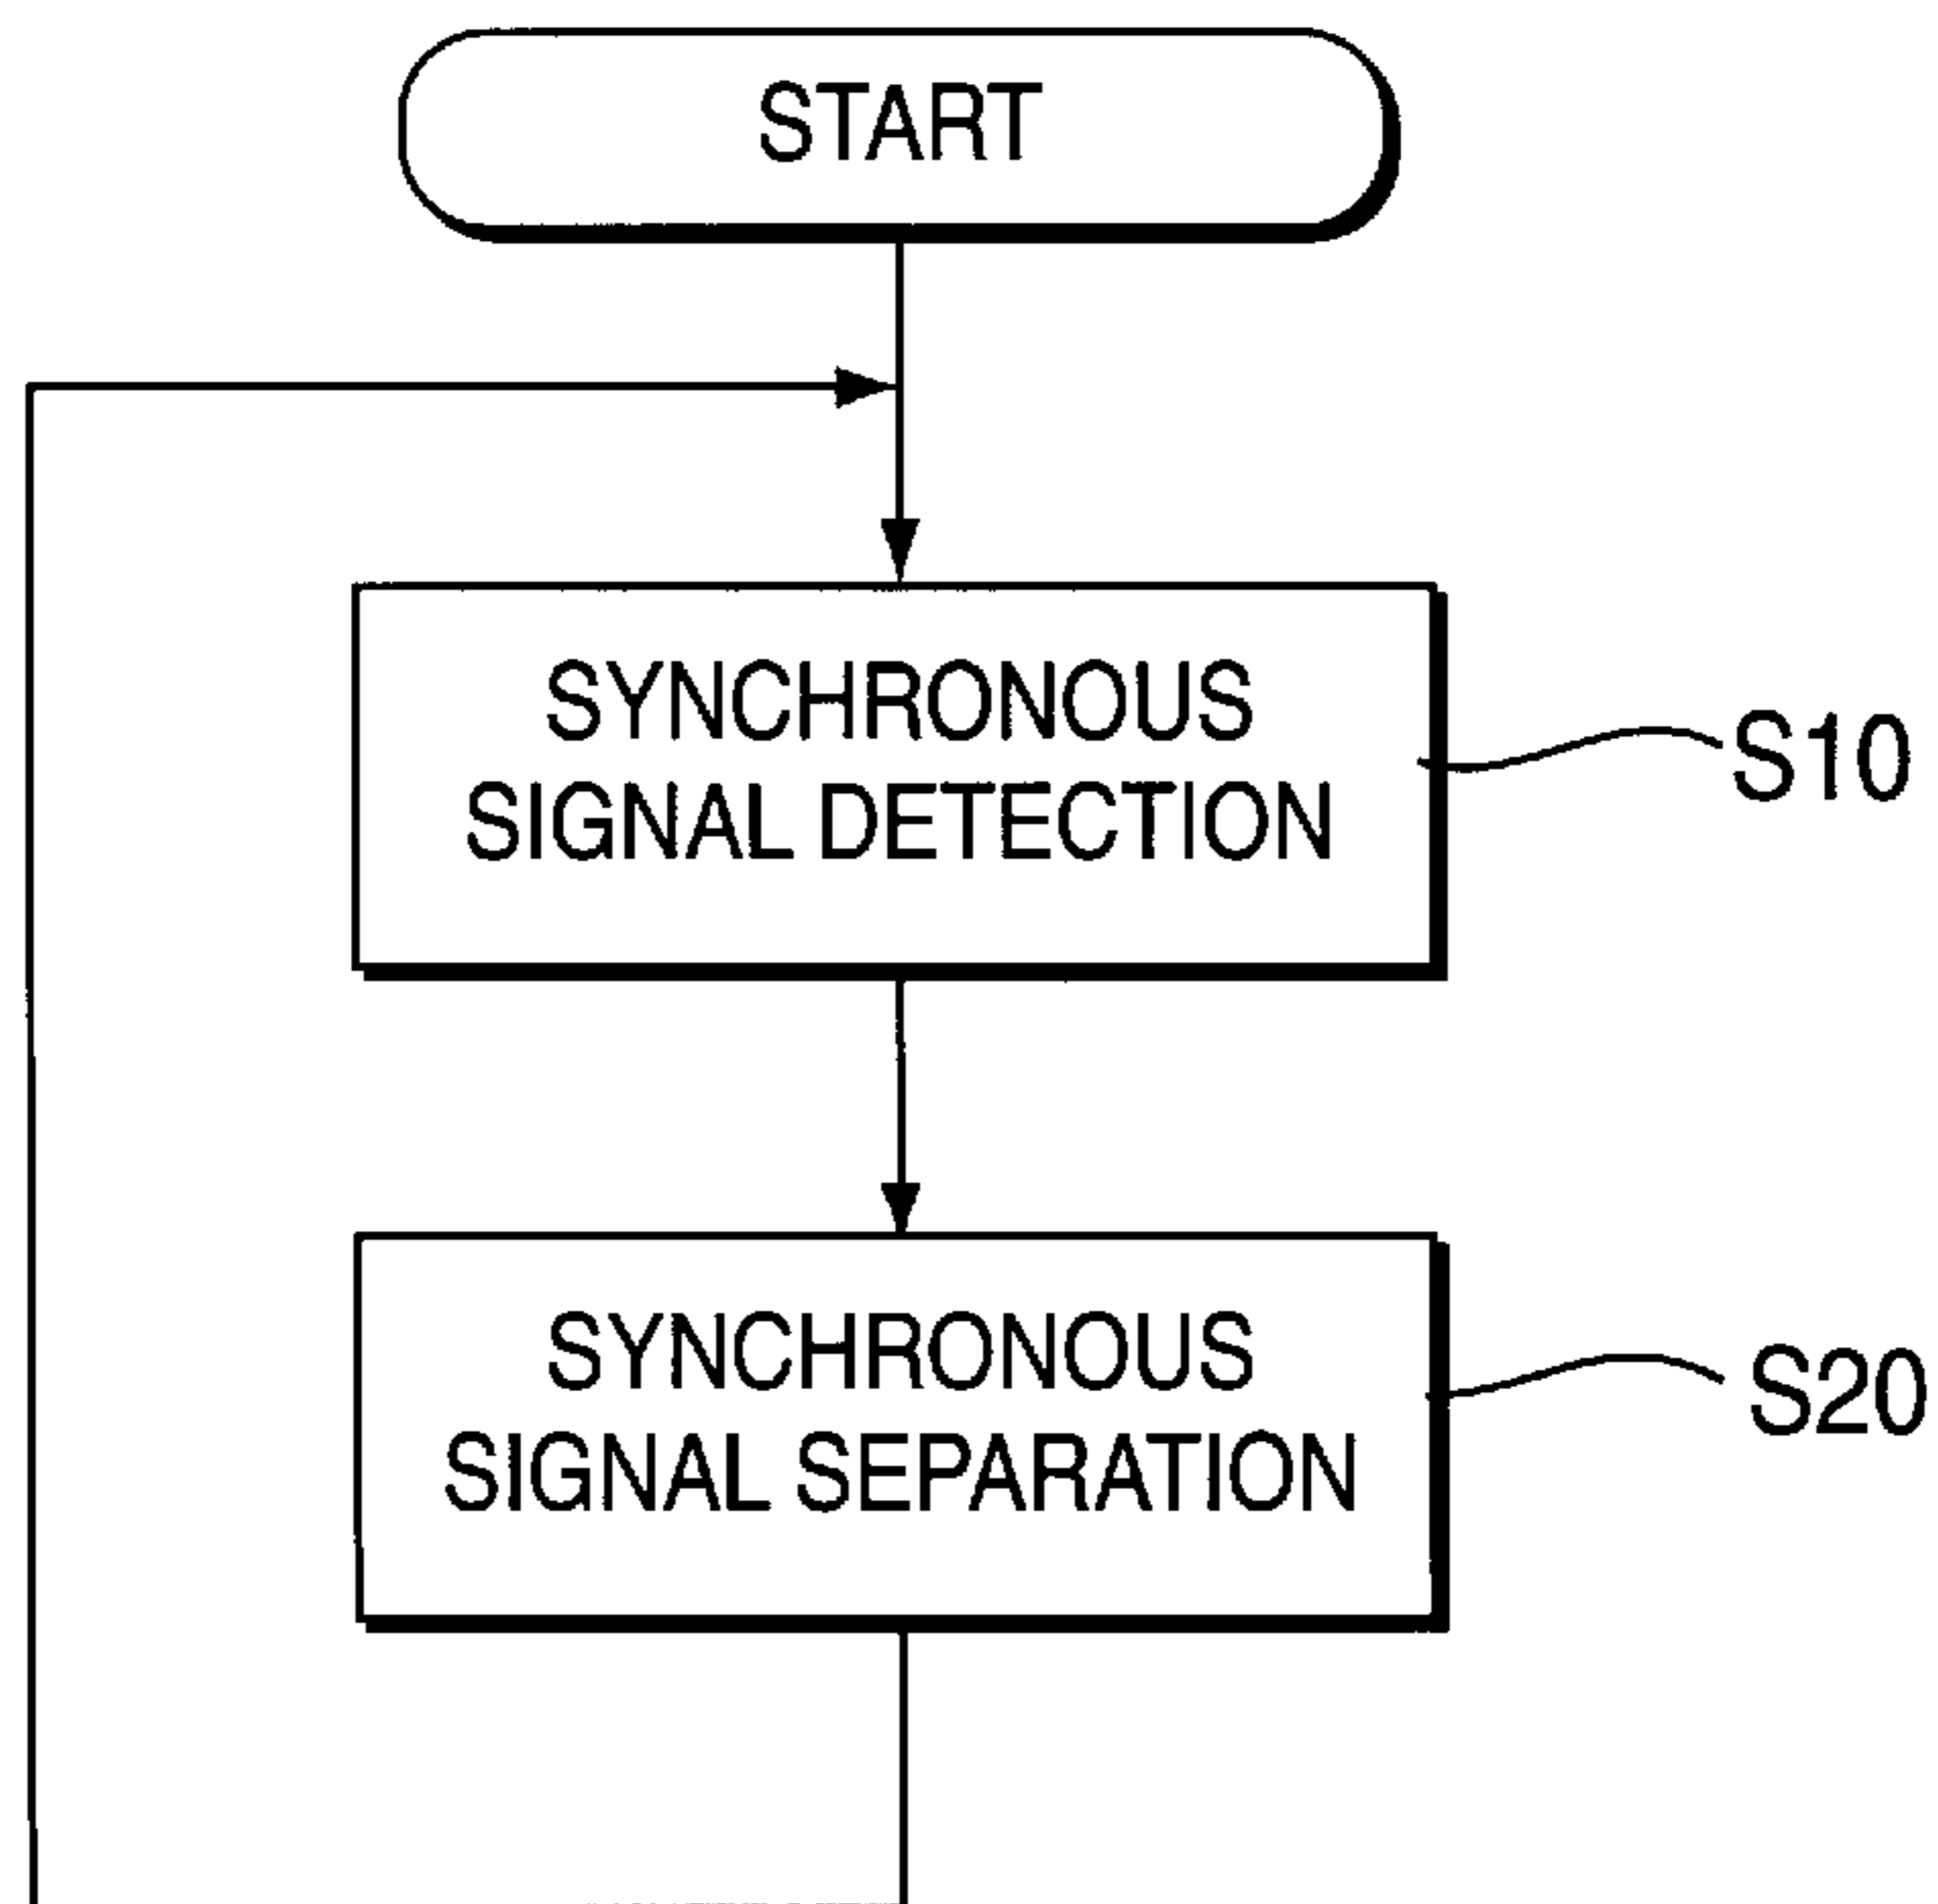 START
SYNCHRONOUS
SIGNAL DETECTION
S10
SYNCHRONOUS
SIGNAL SEPARATION
S20